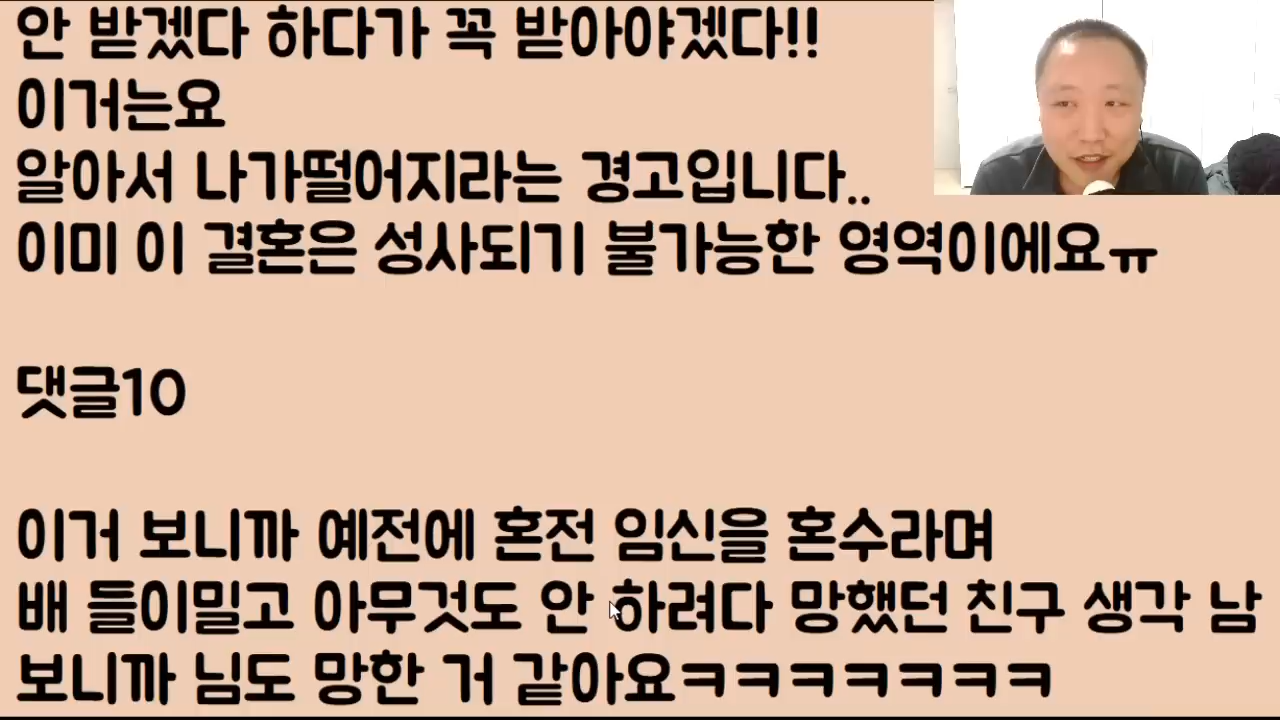 안 받겠다 하다가 꼭 받아야겠다!!
이거는요
알아서 나가떨어지라는 경고입니다..
이미 이 결혼은 성사되기 불가능한 영역이에요ㅠ
댓글10
이거 보니까 예전에 혼전 임신을 혼수라며
배 들이밀고 아무것도 안 하려다 망했던 친구 생각 남
보니까 님도 망한 거 같아요ㅋㅋㅋㅋㅋㅋㅋ